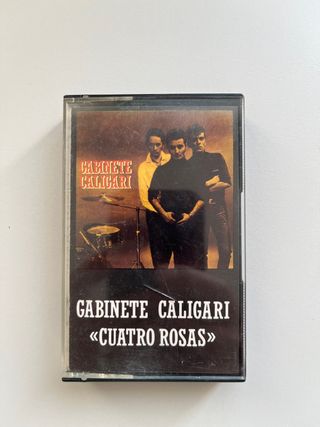 GABINETE
CALIGARI
GABINETE CALIGARI
«CUATRO ROSAS»